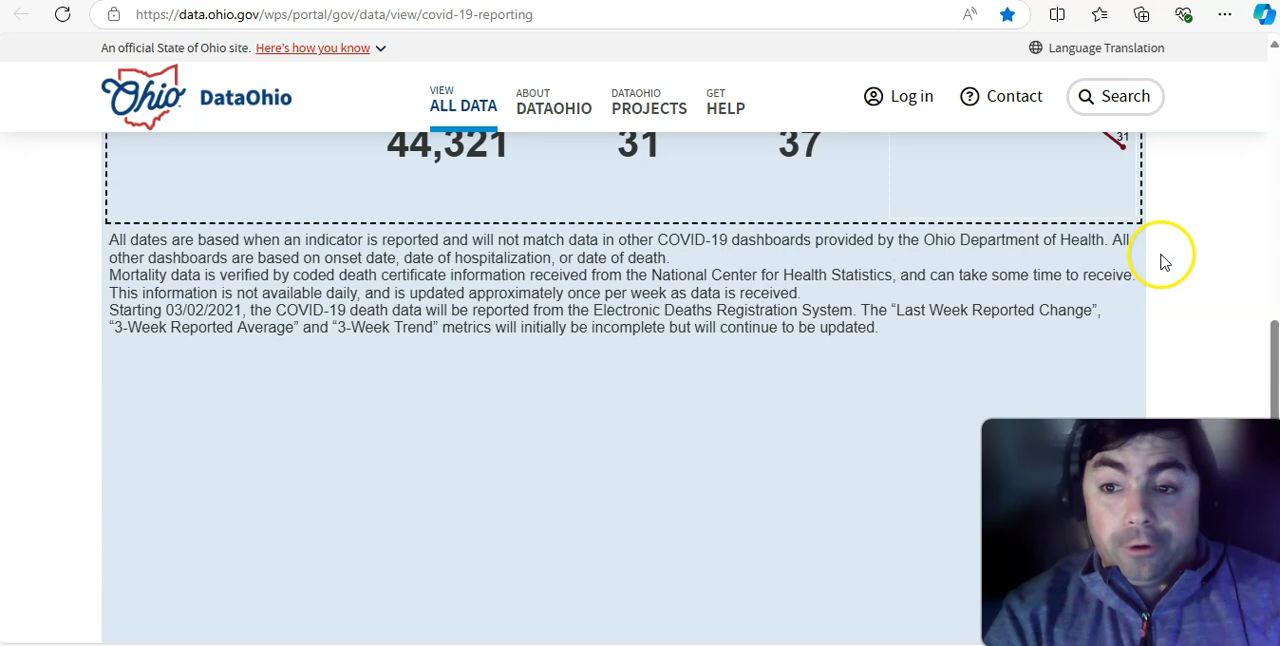 https://data.ohio.gov/wps/portal/gov/data/view/covid-19-reporting
An official State of Ohio site. Here's how you know
Language Translation
Ohio
DataOhio
VIEW
ALL DATA
ABOUT
DATAOHIO
DATAOHIO
PROJECTS
GET
HELP
Log in
Contact
Search
44,321 31 37 31
All dates are based when an indicator is reported and will not match data in other COVID-19 dashboards provided by the Ohio Department of Health. All
other dashboards are based on onset date, date of hospitalization, or date of death.
Mortality data is verified by coded death certificate information received from the National Center for Health Statistics, and can take some time to receive.
This information is not available daily, and is updated approximately once per week as data is received.
Starting 03/02/2021, the COVID-19 death data will be reported from the Electronic Deaths Registration System. The “Last Week Reported Change”,
“3-Week Reported Average” and “3-Week Trend” metrics will initially be incomplete but will continue to be updated.